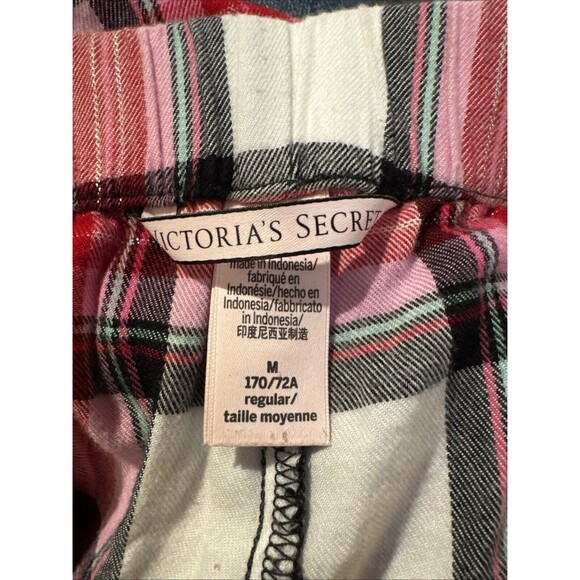 VICTORIA'S SECRET
made in Indonesia/
fabriqué en
Indonésie/hecho en
Indonesia/fabbricato
in Indonesia/
印度尼西亚制造
M
170/72A
regular/
taille moyenne